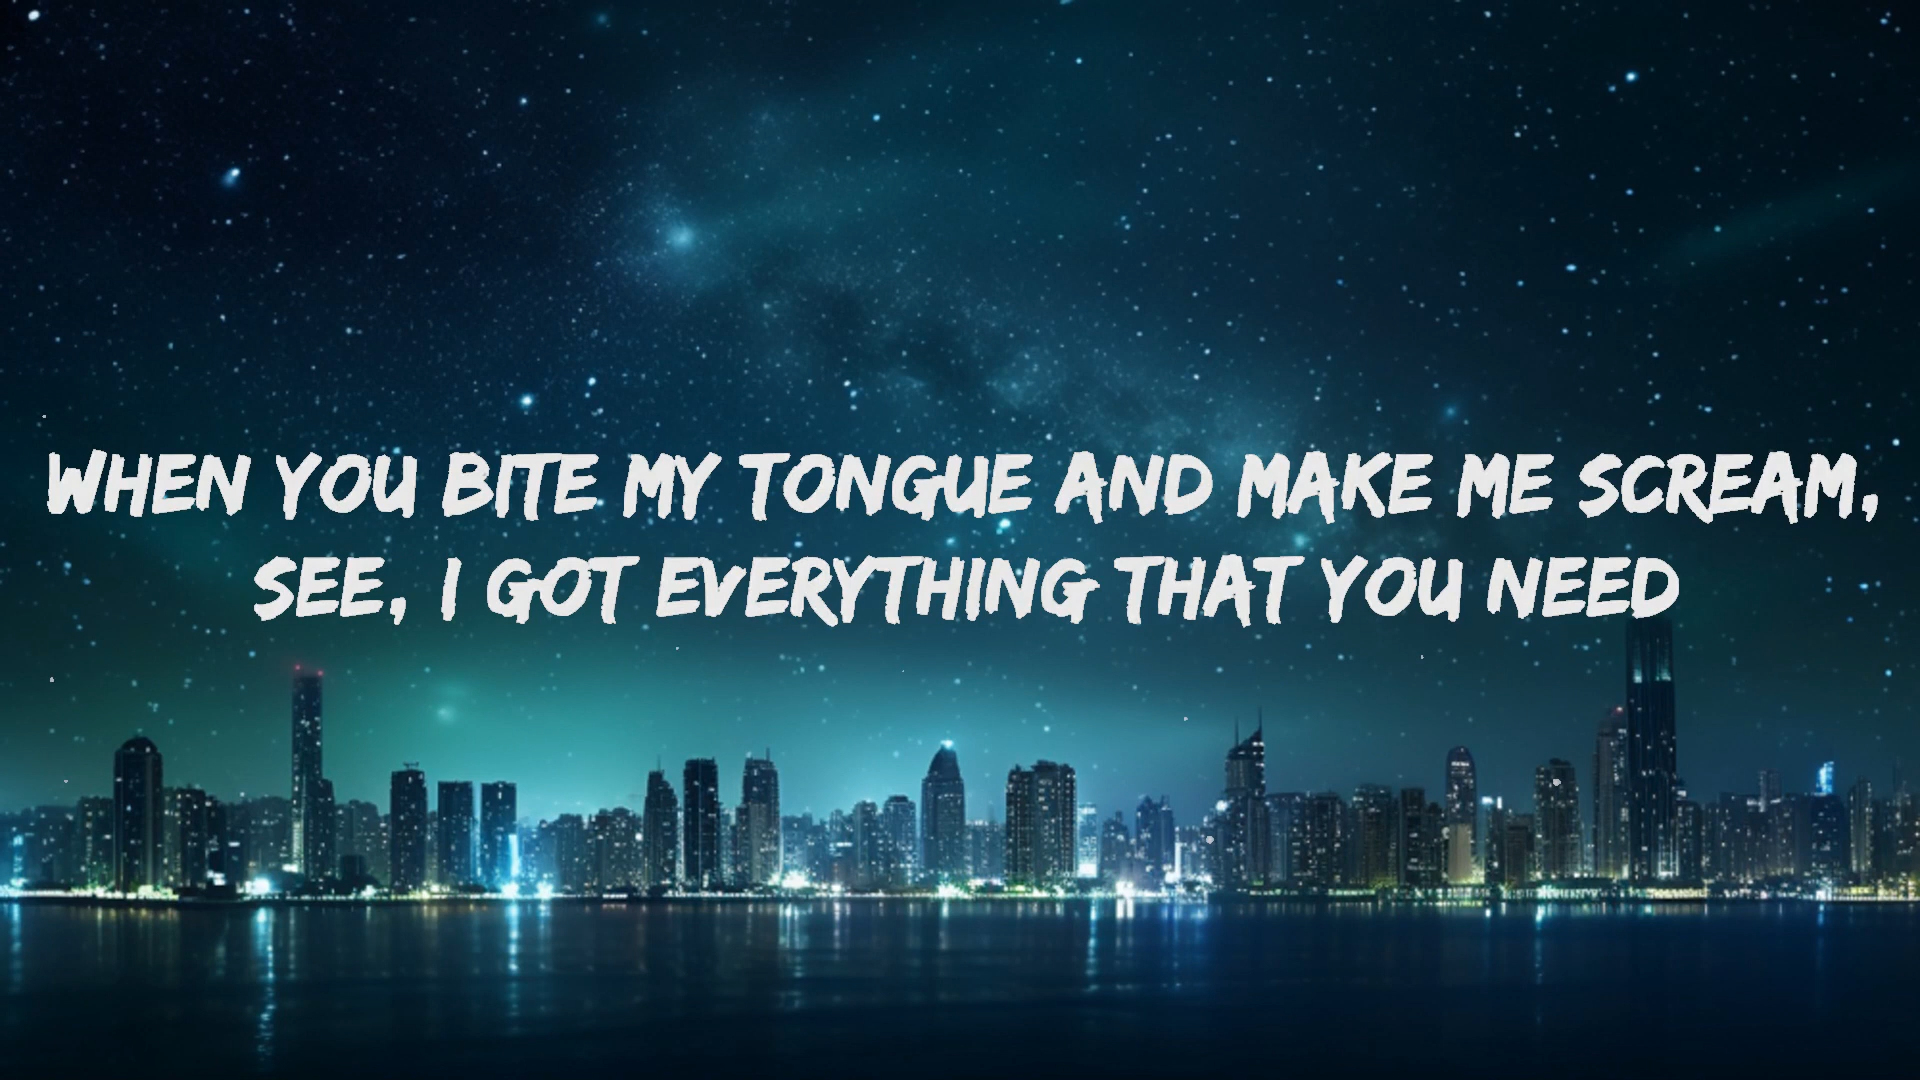 WHEN YOU BITE MY TONGUE AND MAKE ME SCREAM,
SEE, I GOT EVERYTHING THAT YOU NEED